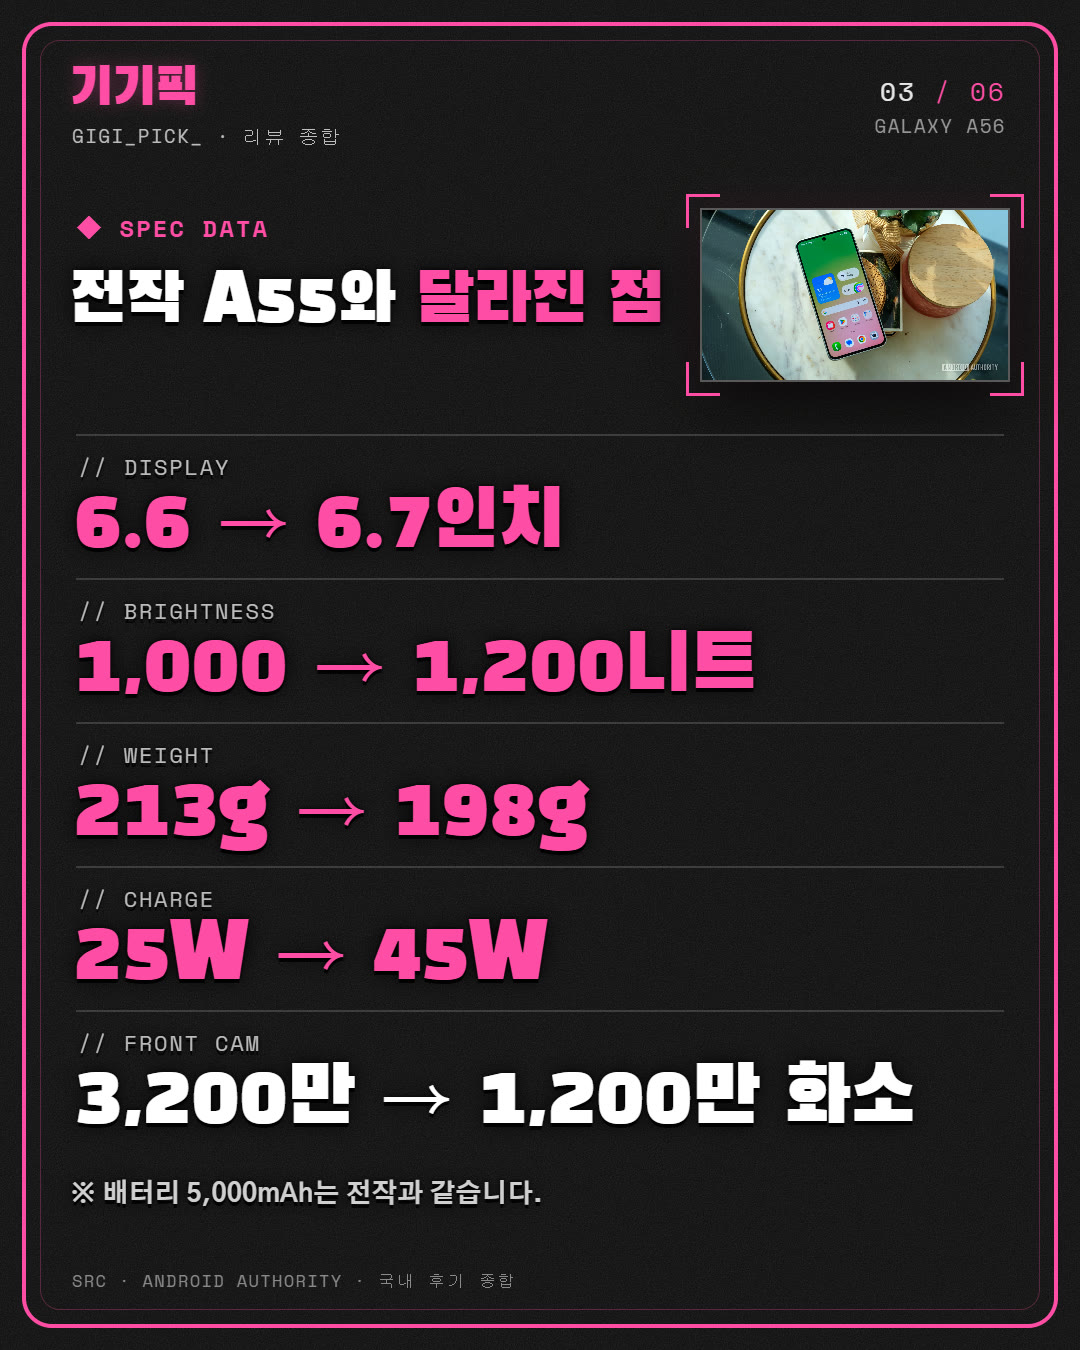 기기픽
GIGI_PICK_ · 리뷰 종합
03 / 06
GALAXY A56
◆ SPEC DATA
전작 A55와 달라진 점
AUTHORITY
// DISPLAY
6.6 → 6.7인치
// BRIGHTNESS
1,000 → 1,200니트
// WEIGHT
213g → 198g
// CHARGE
25W → 45W
// FRONT CAM
3,200만 → 1,200만 화소
※ 배터리 5,000mAh는 전작과 같습니다.
SRC · ANDROID AUTHORITY · 국내 후기 종합